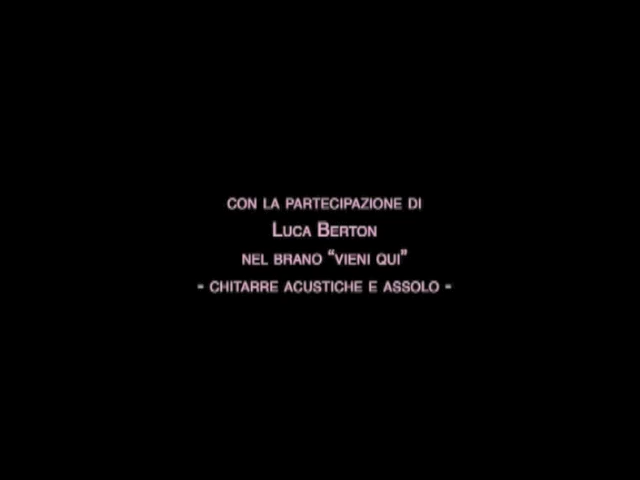 CON LA PARTECIPAZIONE DI
LUCA BERTON
NEL BRANO “VIENI QUI”
- CHITARRE ACUSTICHE E ASSOLO -